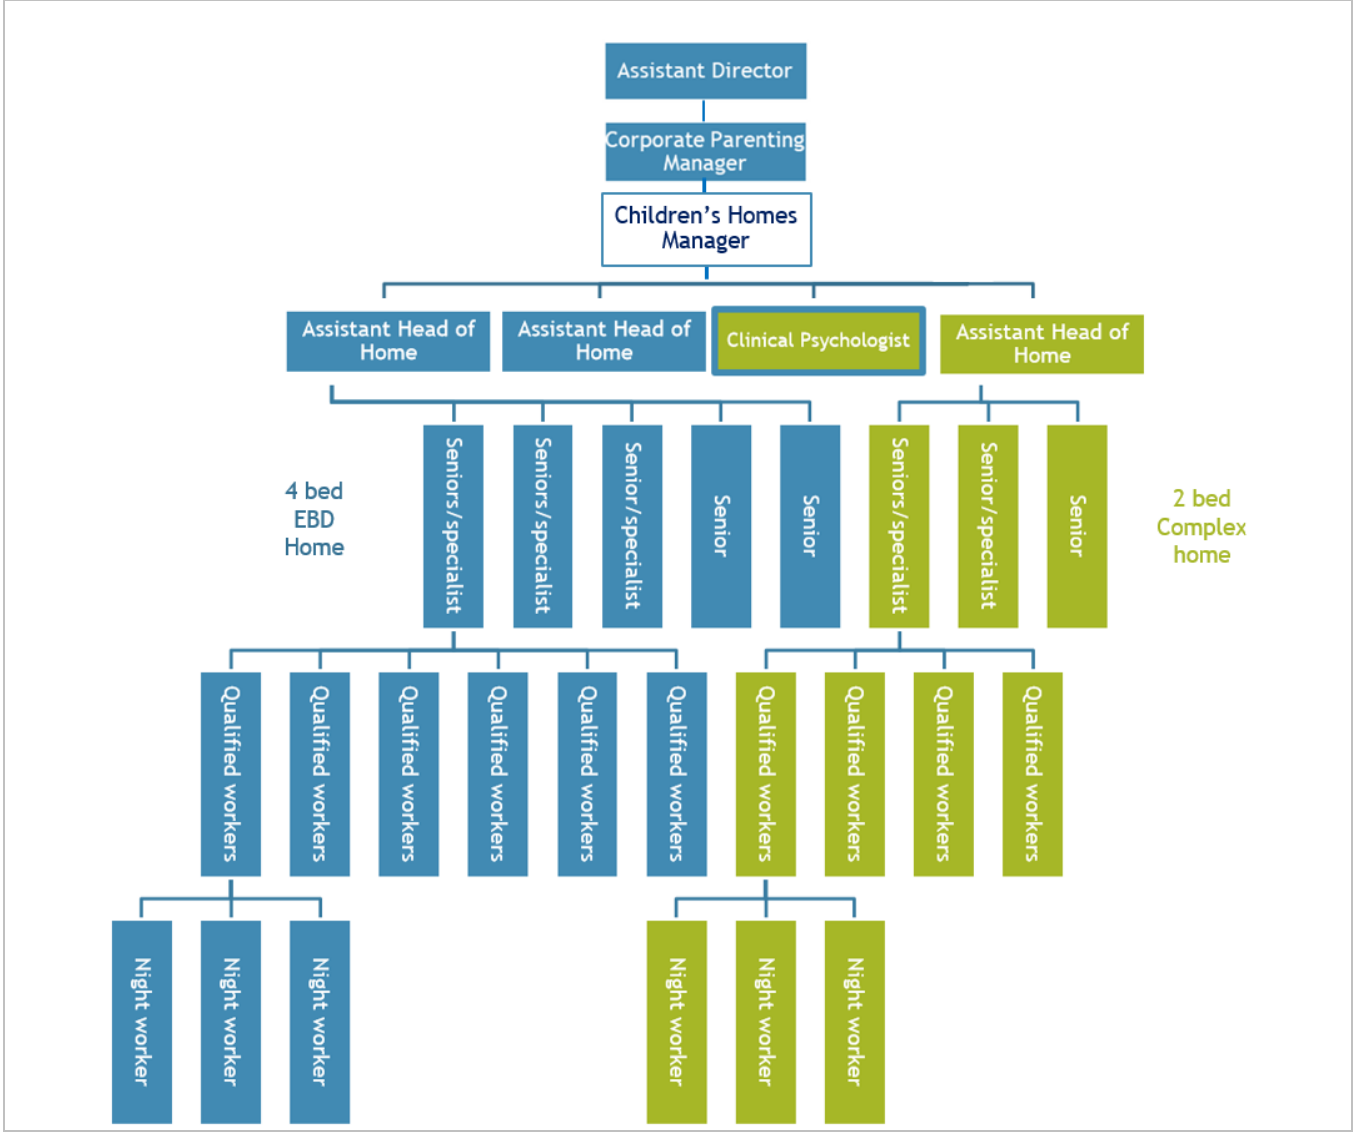 Assistant Director
Corporate Parenting
Manager
Children’s Homes
Manager
Assistant Head of
Home
Assistant Head of
Home
Clinical Psychologist
Assistant Head of
Home
4 bed
EBD
Home
Seniors/specialist
Seniors/specialist
Senior/specialist
Senior
Senior
Seniors/specialist
Senior/specialist
Senior
2 bed
Complex
home
Qualified workers
Qualified workers
Qualified workers
Qualified workers
Qualified workers
Qualified workers
Qualified workers
Qualified workers
Qualified workers
Qualified workers
Night worker
Night worker
Night worker
Night worker
Night worker
Night worker